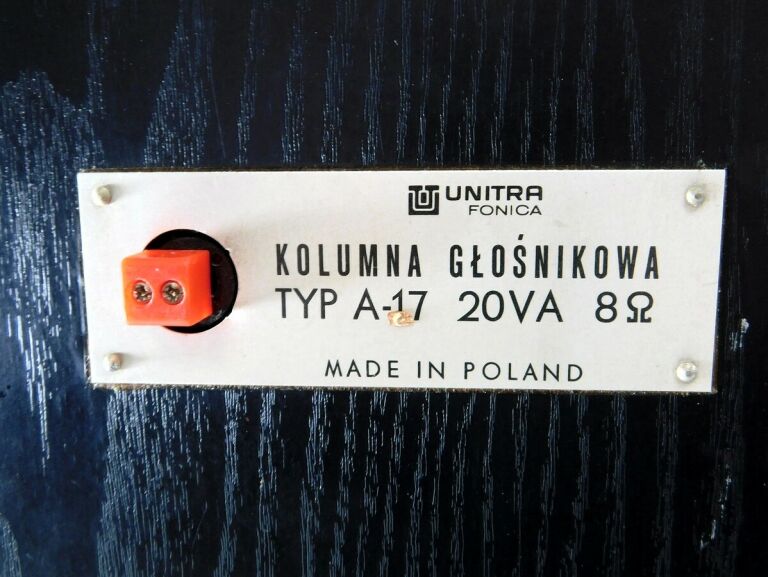 UNITRA
FONICA
KOLUMNA GŁOŚNIKOWA
TYP A-17 20VA 8Ω
MADE IN POLAND